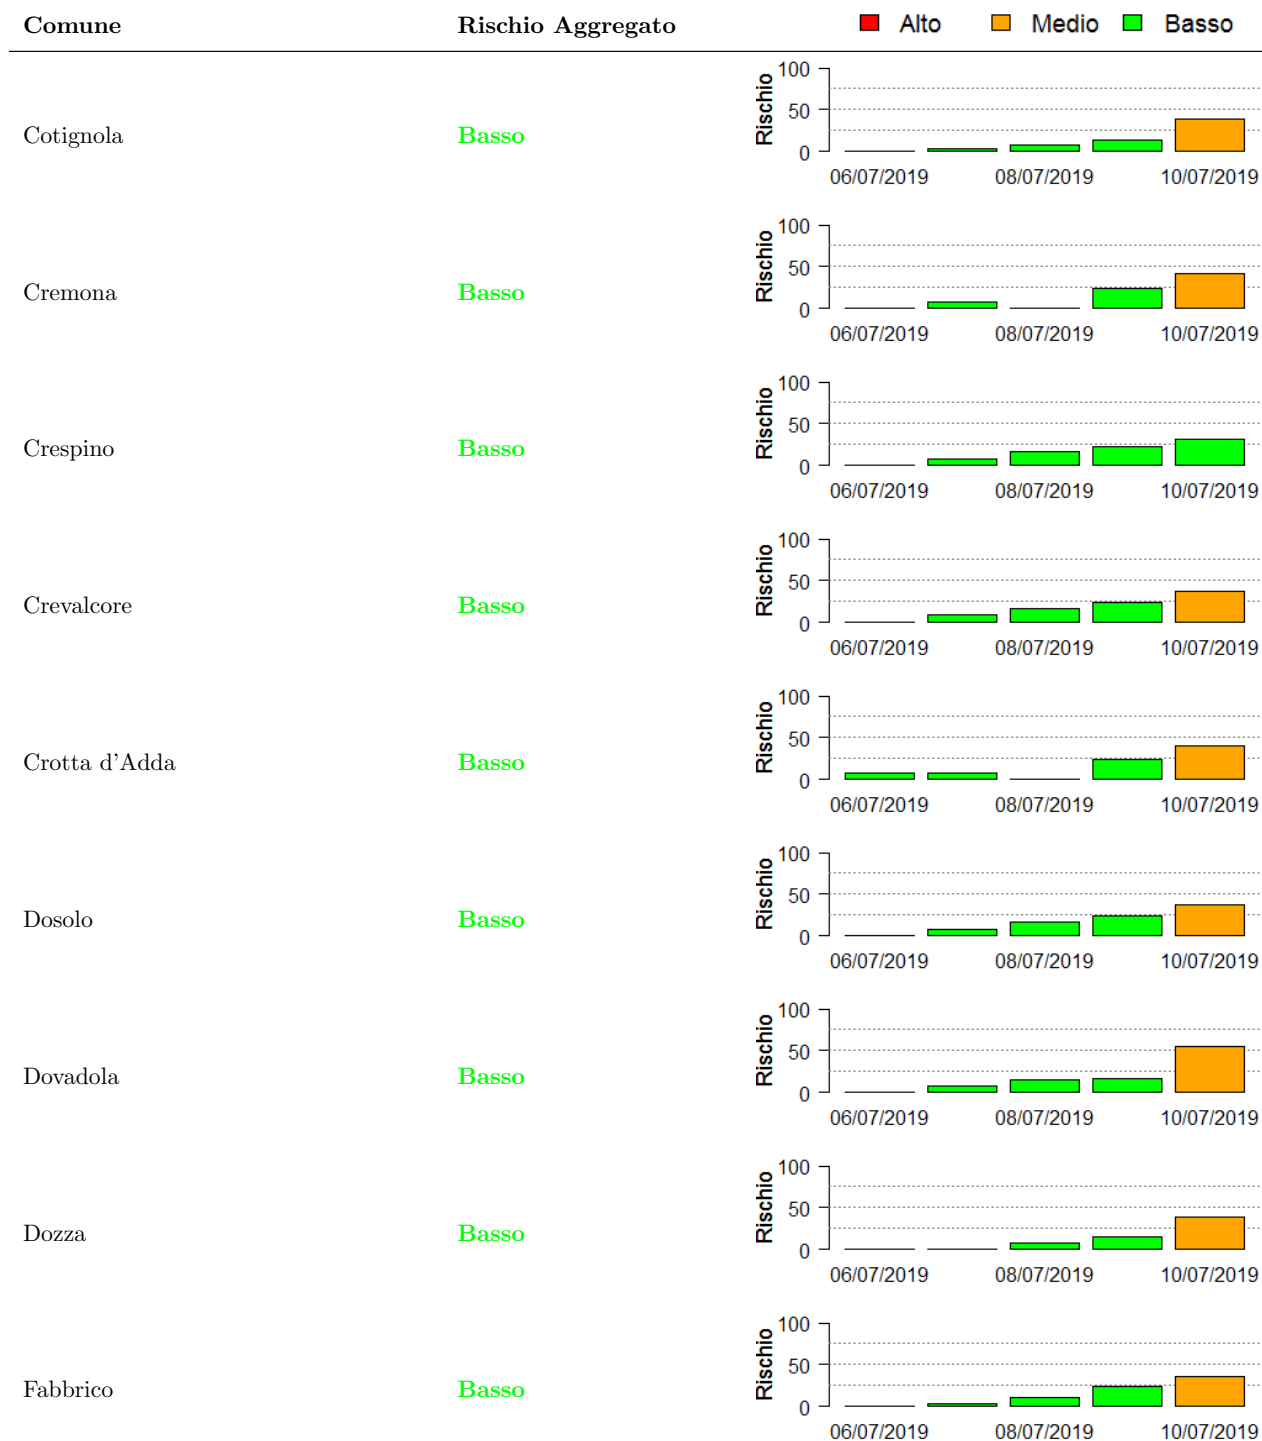 Comune Rischio Aggregato Alto Medio Basso
100
50
0
Rischio
Cotignola Basso
06/07/2019 08/07/2019 10/07/2019
100
50
0
Rischio
Cremona Basso
06/07/2019 08/07/2019 10/07/2019
100
50
0
Rischio
Crespino Basso
06/07/2019 08/07/2019 10/07/2019
100
50
0
Rischio
Crevalcore Basso
06/07/2019 08/07/2019 10/07/2019
100
50
0
Rischio
Crotta d'Adda Basso
06/07/2019 08/07/2019 10/07/2019
100
50
0
Rischio
Dosolo Basso
06/07/2019 08/07/2019 10/07/2019
100
50
0
Rischio
Dovadola Basso
06/07/2019 08/07/2019 10/07/2019
100
50
0
Rischio
Dozza Basso
06/07/2019 08/07/2019 10/07/2019
100
50
0
Rischio
Fabbrico Basso
06/07/2019 08/07/2019 10/07/2019